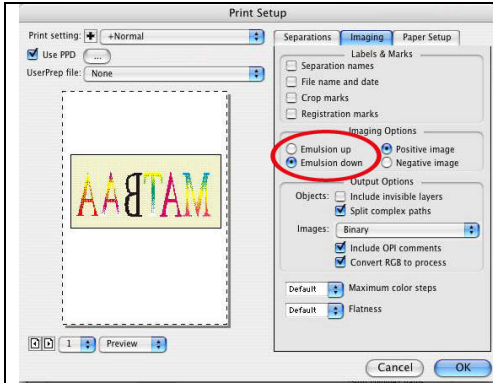 Print Setup
Print setting: + +Normal
Use PPD ...
UserPrep file: None
MATBAA
1 Preview
Separations Imaging Paper Setup
Labels & Marks
Separation names
File name and date
Crop marks
Registration marks
Imaging Options
Emulsion up Positive image
Emulsion down Negative image
Output Options
Objects: Include invisible layers
Split complex paths
Images: Binary
Include OPI comments
Convert RGB to process
Default Maximum color steps
Default Flatness
Cancel OK